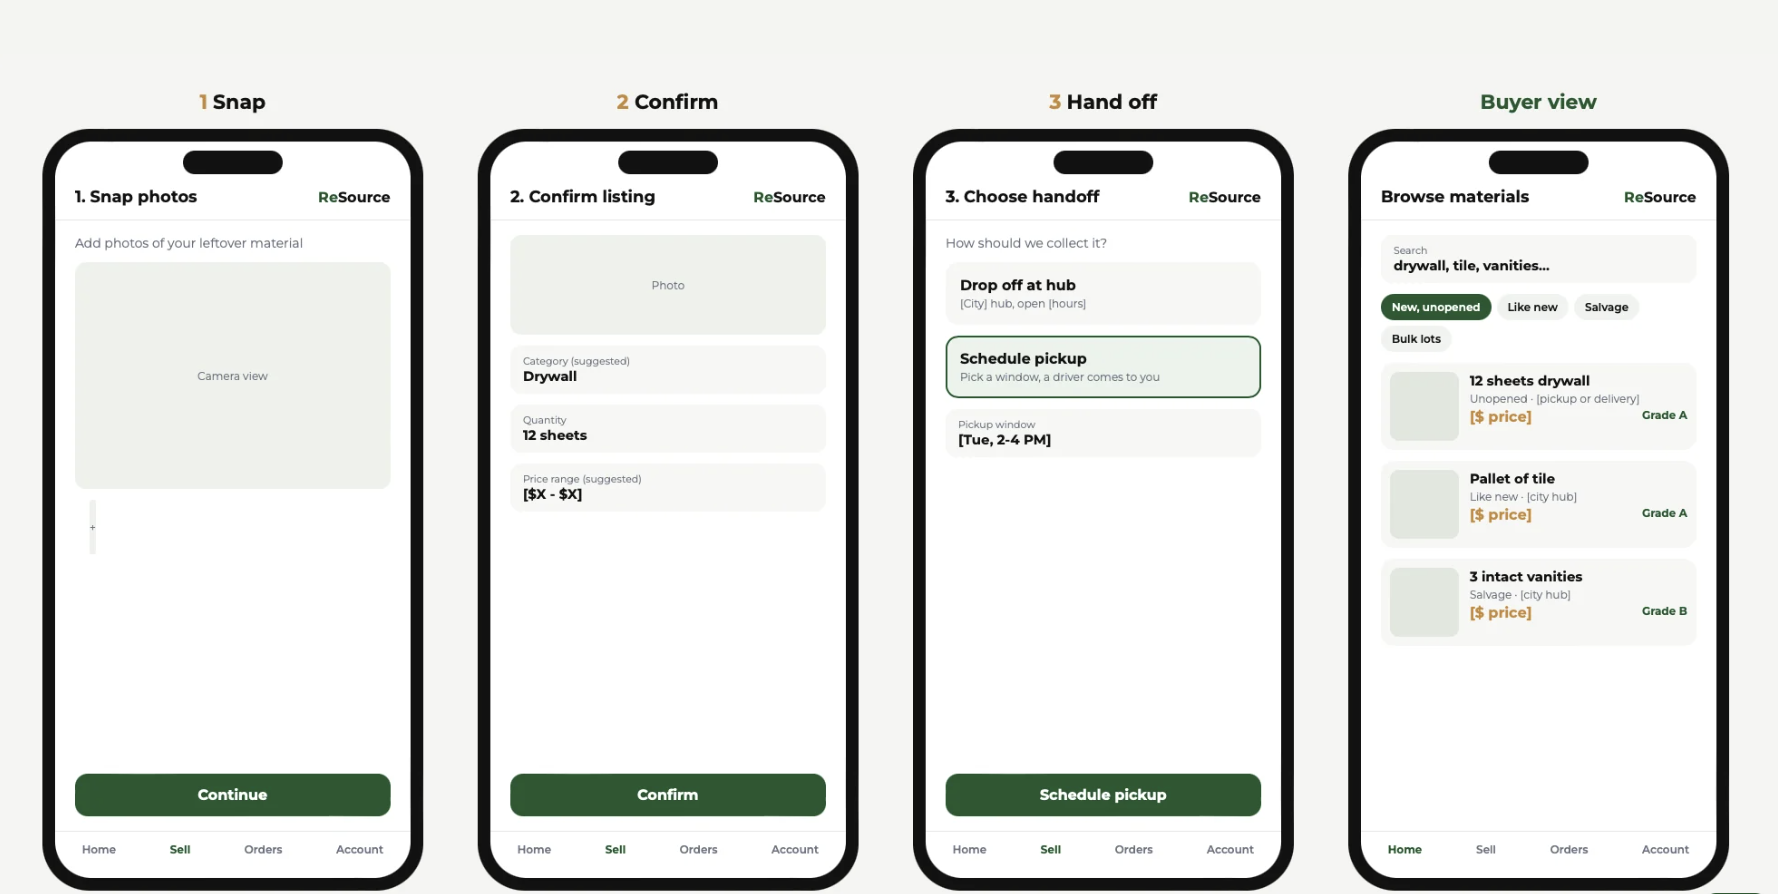 1 Snap
1. Snap photos
ReSource
Add photos of your leftover material
Camera view
+
Continue
Home
Sell
Orders
Account
2 Confirm
2. Confirm listing
ReSource
Photo
Category (suggested)
Drywall
Quantity
12 sheets
Price range (suggested)
[$X - $X]
Confirm
Home
Sell
Orders
Account
3 Hand off
3. Choose handoff
ReSource
How should we collect it?
Drop off at hub
[City] hub, open [hours]
Schedule pickup
Pick a window, a driver comes to you
Pickup window
[Tue, 2-4 PM]
Schedule pickup
Home
Sell
Orders
Account
Buyer view
Browse materials
ReSource
Search
drywall, tile, vanities...
New, unopened
Like new
Salvage
Bulk lots
12 sheets drywall
Unopened · [pickup or delivery]
[$ price]
Grade A
Pallet of tile
Like new · [city hub]
[$ price]
Grade A
3 intact vanities
Salvage · [city hub]
[$ price]
Grade B
Home
Sell
Orders
Account